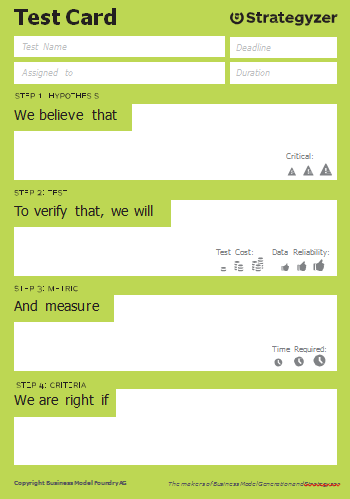 Test Card
Strategyzer
Test Name
Deadline
Assigned to
Duration
STEP 1: HYPOTHESIS
We believe that
Critical:
STEP 2: TEST
To verify that, we will
Test Cost: Data Reliability:
STEP 3: METRIC
And measure
Time Required:
STEP 4: CRITERIA
We are right if
Copyright Business Model Foundry AG
The makers of Business Model Generation and Strategyzer